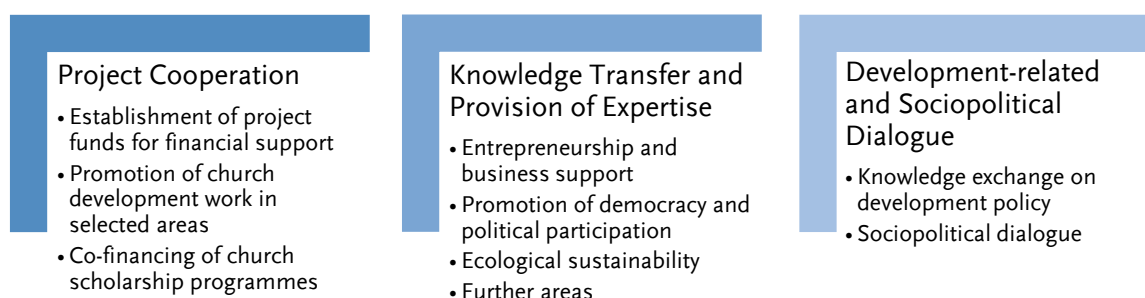 Project Cooperation
• Establishment of project
funds for financial support
• Promotion of church
development work in
selected areas
• Co-financing of church
scholarship programmes
Knowledge Transfer and
Provision of Expertise
• Entrepreneurship and
business support
• Promotion of democracy and
political participation
• Ecological sustainability
• Further areas
Development-related
and Sociopolitical
Dialogue
• Knowledge exchange on
development policy
• Sociopolitical dialogue